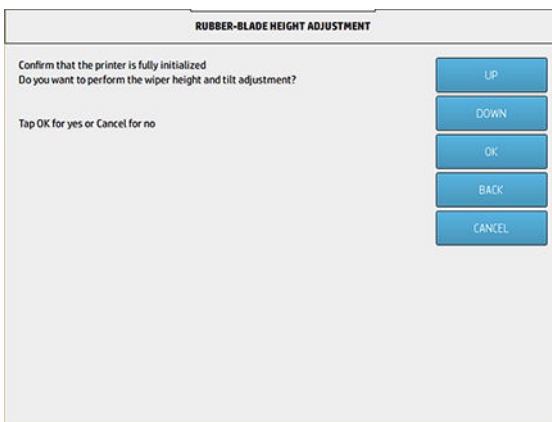 RUBBER-BLADE HEIGHT ADJUSTMENT
Confirm that the printer is fully initialized
Do you want to perform the wiper height and tilt adjustment?
Tap OK for yes or Cancel for no
UP
DOWN
OK
BACK
CANCEL